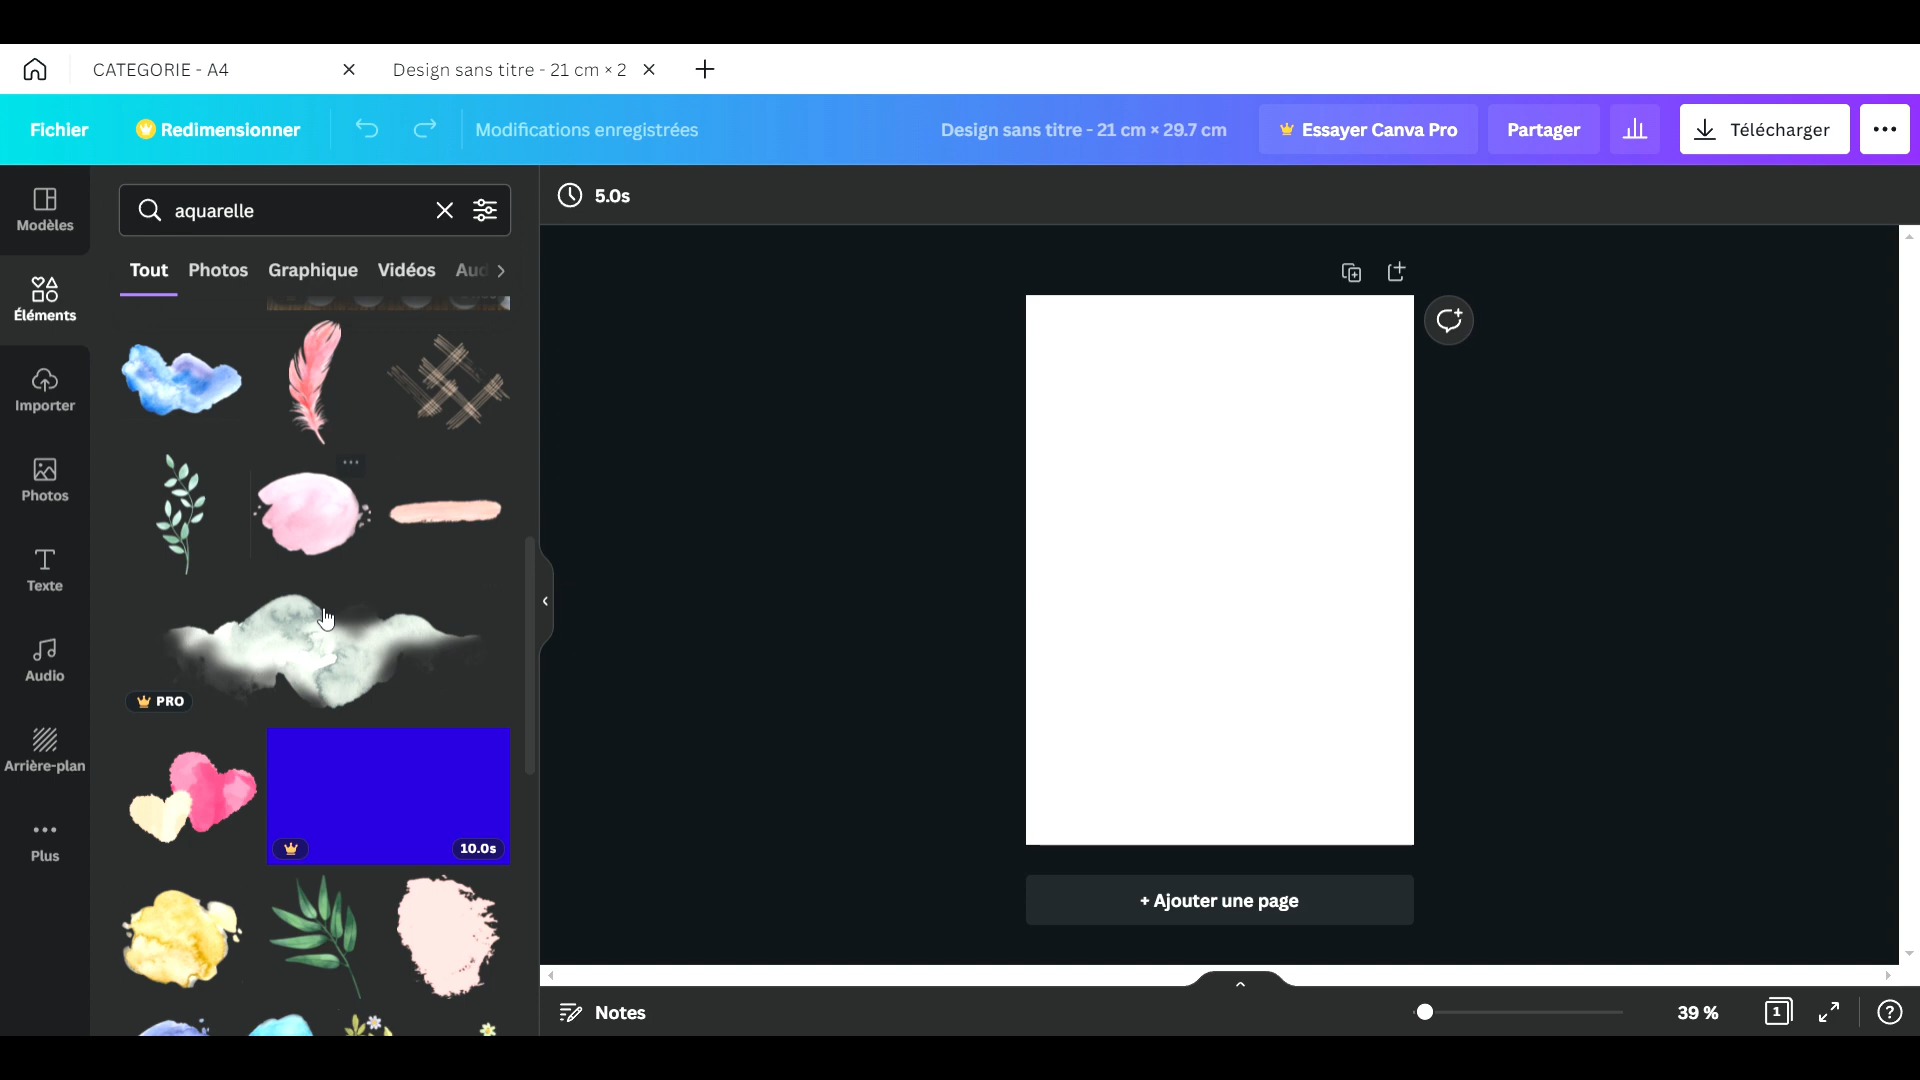 CATEGORIE - A4
Design sans titre - 21 cm × 2
Fichier
Redimensionner
Modifications enregistrées
Design sans titre - 21 cm × 29.7 cm
Essayer Canva Pro
Partager
Télécharger
Modèles
Éléments
Importer
Photos
Texte
Audio
Arrière-plan
Plus
aquarelle
Tout
Photos
Graphique
Vidéos
Aud
PRO
10.0s
5.0s
+ Ajouter une page
Notes
39 %
1